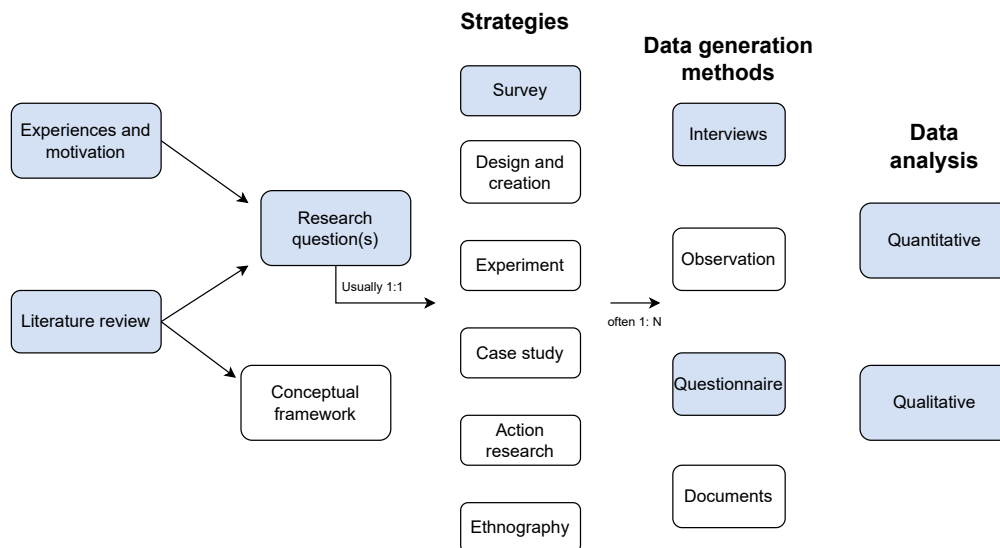 Strategies
Data generation
methods
Data
analysis
Experiences and
motivation
Literature review
Research
question(s)
Conceptual
framework
Usually 1:1
Survey
Design and
creation
Experiment
Case study
Action
research
Ethnography
often 1: N
Interviews
Observation
Questionnaire
Documents
Quantitative
Qualitative